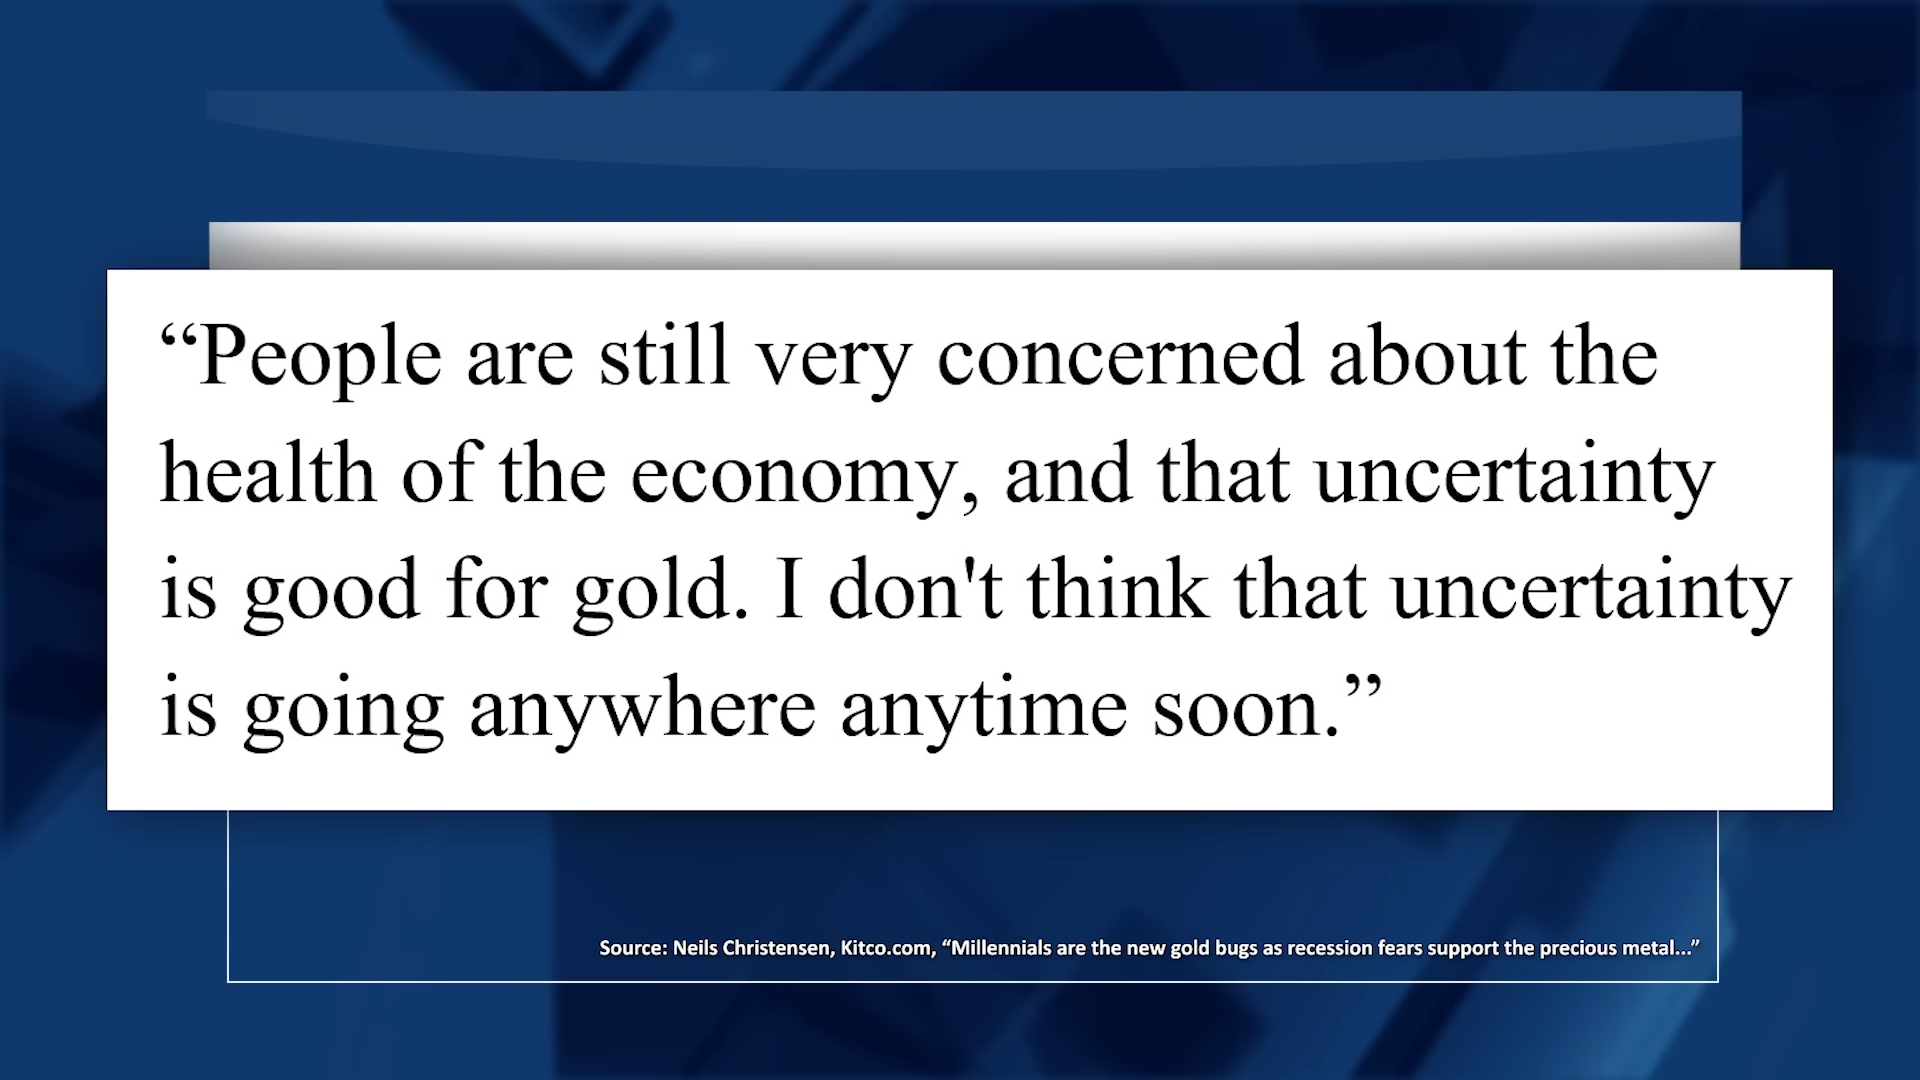 “People are still very concerned about the
health of the economy, and that uncertainty
is good for gold. I don't think that uncertainty
is going anywhere anytime soon.”
Source: Neils Christensen, Kitco.com, “Millennials are the new gold bugs as recession fears support the precious metal...”